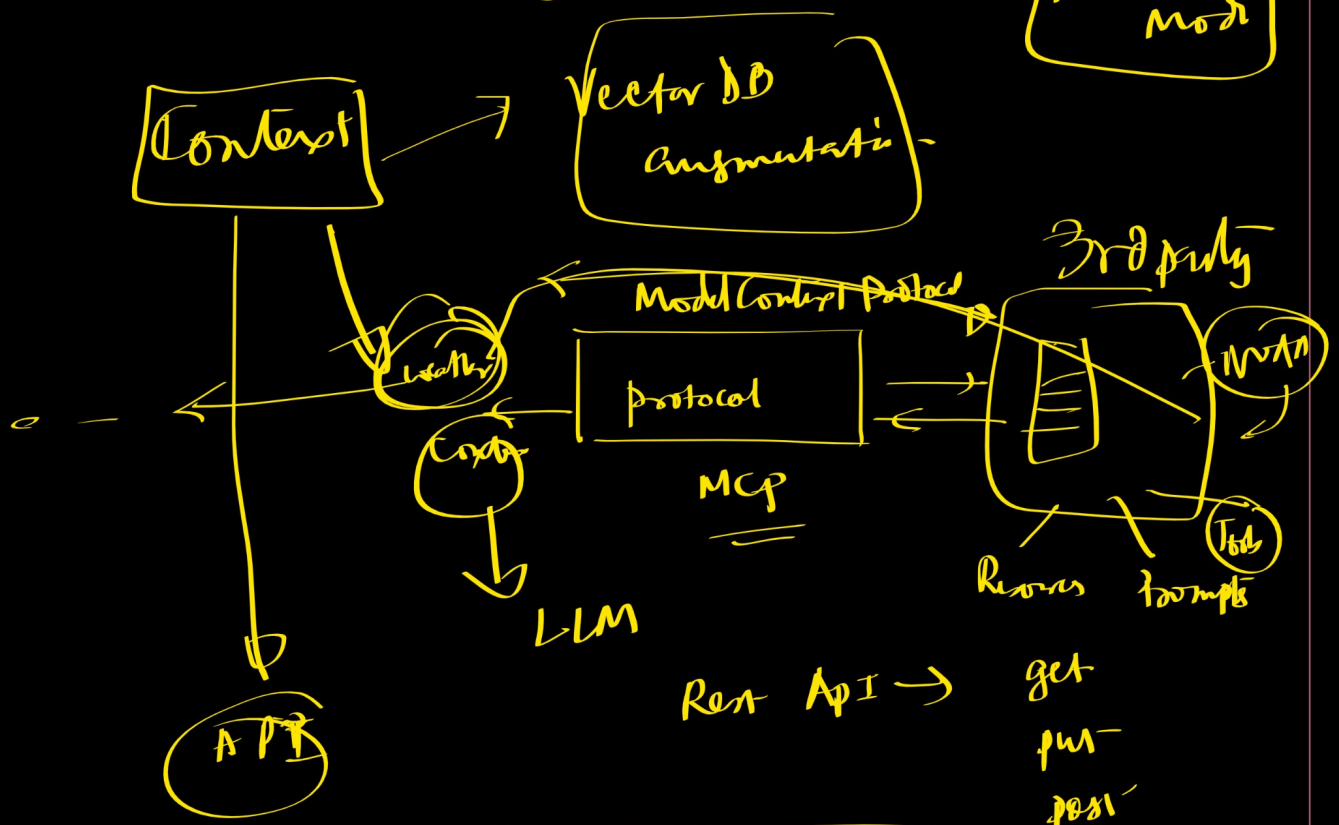 Context
Vector DB
augmutatio
3rd party
Model Context Protocol
protocol
MCP
LLM
Tools
Resources
Prompts
Rest API →
get
put
post
API